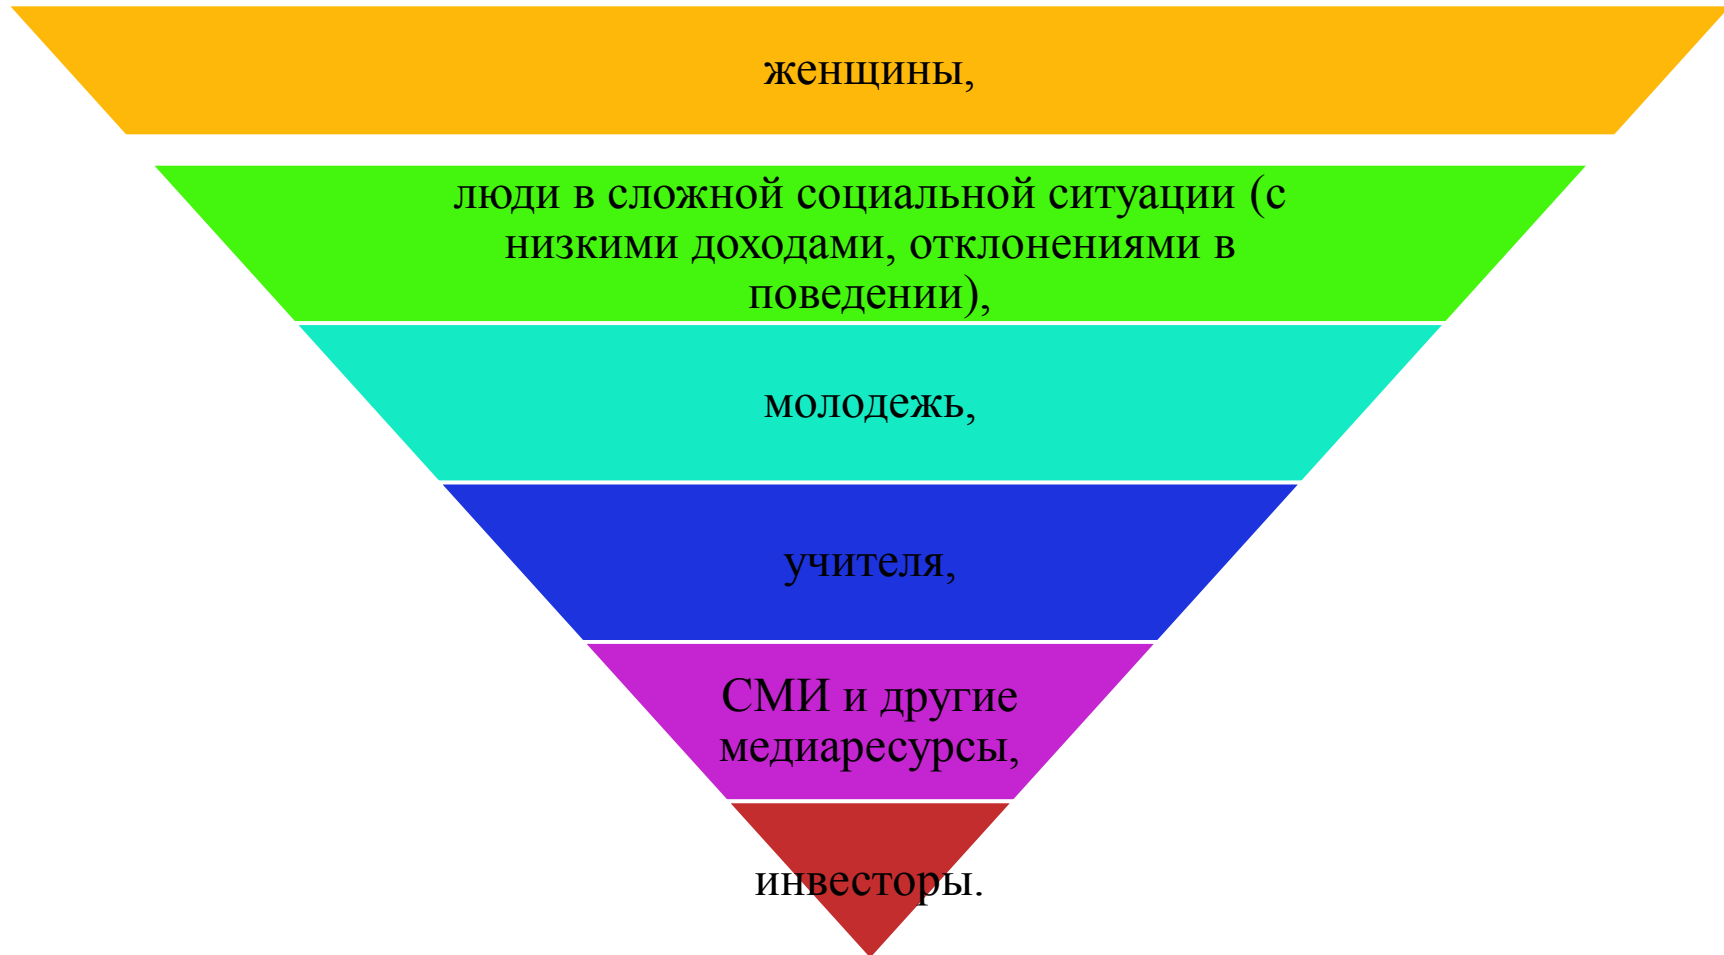 женщины,
люди в сложной социальной ситуации (с
низкими доходами, отклонениями в
поведении),
молодежь,
учителя,
СМИ и другие
медиаресурсы,
инвесторы.